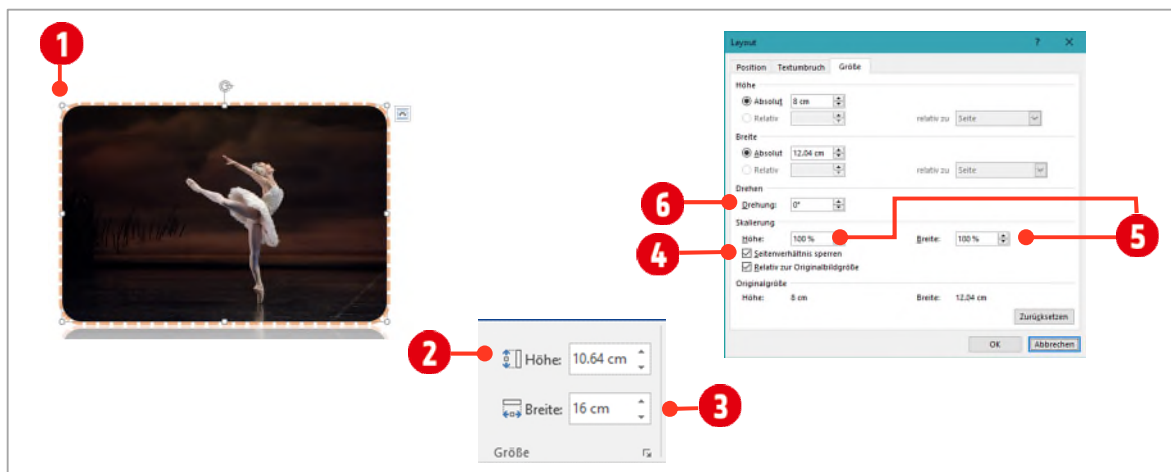 1
Layout ? ×
Position Textumbruch Größe
Höhe
Absolut 8 cm
Relativ relativ zu Seite
Breite
Absolut 12.04 cm
Relativ relativ zu Seite
Drehen
6 Drehung: 0°
Skalierung
Höhe: 100 % Breite: 100 % 5
4 Seitenverhältnis sperren
Relativ zur Originalbildgröße
Originalgröße
Höhe: 8 cm Breite: 12.04 cm
Zurücksetzen
OK Abbrechen
2 Höhe: 10.64 cm
Breite: 16 cm 3
Größe